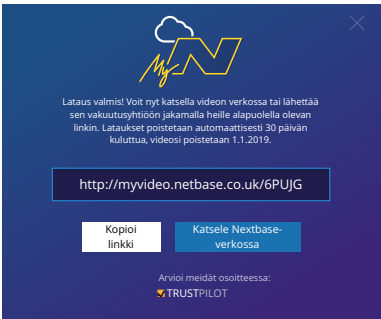 My N
Lataus valmis! Voit nyt katsella videon verkossa tai lähettää
sen vakuutusyhtiöön jakamalla heille alapuolella olevan
linkin. Lataukset poistetaan automaattisesti 30 päivän
kuluttua, videosi poistetaan 1.1.2019.
http://myvideo.netbase.co.uk/6PUJG
Kopioi
linkki
Katsele Nextbase-
verkossa
Arvioi meidät osoitteessa:
TRUSTPILOT